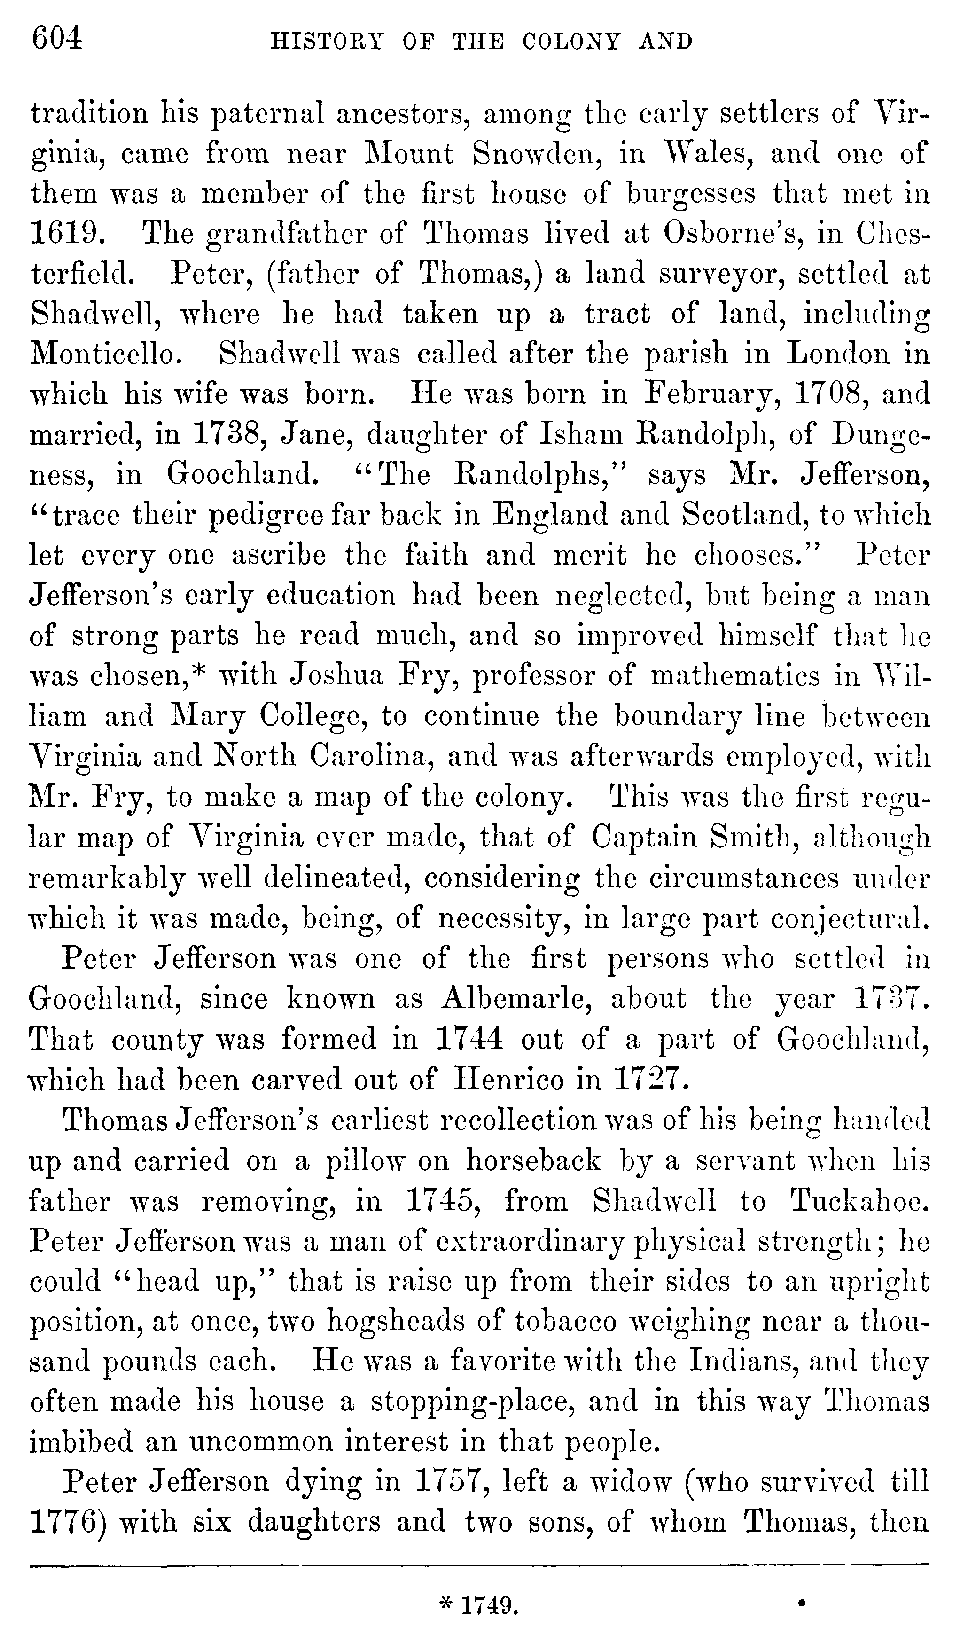 604 HISTORY OF THE COLONY AND
tradition his paternal ancestors, among the early settlers of Vir-
ginia, came from near Mount Snowden, in Wales, and one of
them was a member of the first house of burgesses that met in
1619. The grandfather of Thomas lived at Osborne's, in Ches-
terfield. Peter, (father of Thomas,) a land surveyor, settled at
Shadwell, where he had taken up a tract of land, including
Monticello. Shadwell was called after the parish in London in
which his wife was born. He was born in February, 1708, and
married, in 1738, Jane, daughter of Isham Randolph, of Dunge-
ness, in Goochland. "The Randolphs," says Mr. Jefferson,
"trace their pedigree far back in England and Scotland, to which
let every one ascribe the faith and merit he chooses." Peter
Jefferson's early education had been neglected, but being a man
of strong parts he read much, and so improved himself that he
was chosen,* with Joshua Fry, professor of mathematics in Wil-
liam and Mary College, to continue the boundary line between
Virginia and North Carolina, and was afterwards employed, with
Mr. Fry, to make a map of the colony. This was the first regu-
lar map of Virginia ever made, that of Captain Smith, although
remarkably well delineated, considering the circumstances under
which it was made, being, of necessity, in large part conjectural.
Peter Jefferson was one of the first persons who settled in
Goochland, since known as Albemarle, about the year 1737.
That county was formed in 1744 out of a part of Goochland,
which had been carved out of Henrico in 1727.
Thomas Jefferson's earliest recollection was of his being handed
up and carried on a pillow on horseback by a servant when his
father was removing, in 1745, from Shadwell to Tuckahoe.
Peter Jefferson was a man of extraordinary physical strength; he
could "head up," that is raise up from their sides to an upright
position, at once, two hogsheads of tobacco weighing near a thou-
sand pounds each. He was a favorite with the Indians, and they
often made his house a stopping-place, and in this way Thomas
imbibed an uncommon interest in that people.
Peter Jefferson dying in 1757, left a widow (who survived till
1776) with six daughters and two sons, of whom Thomas, then
* 1749.